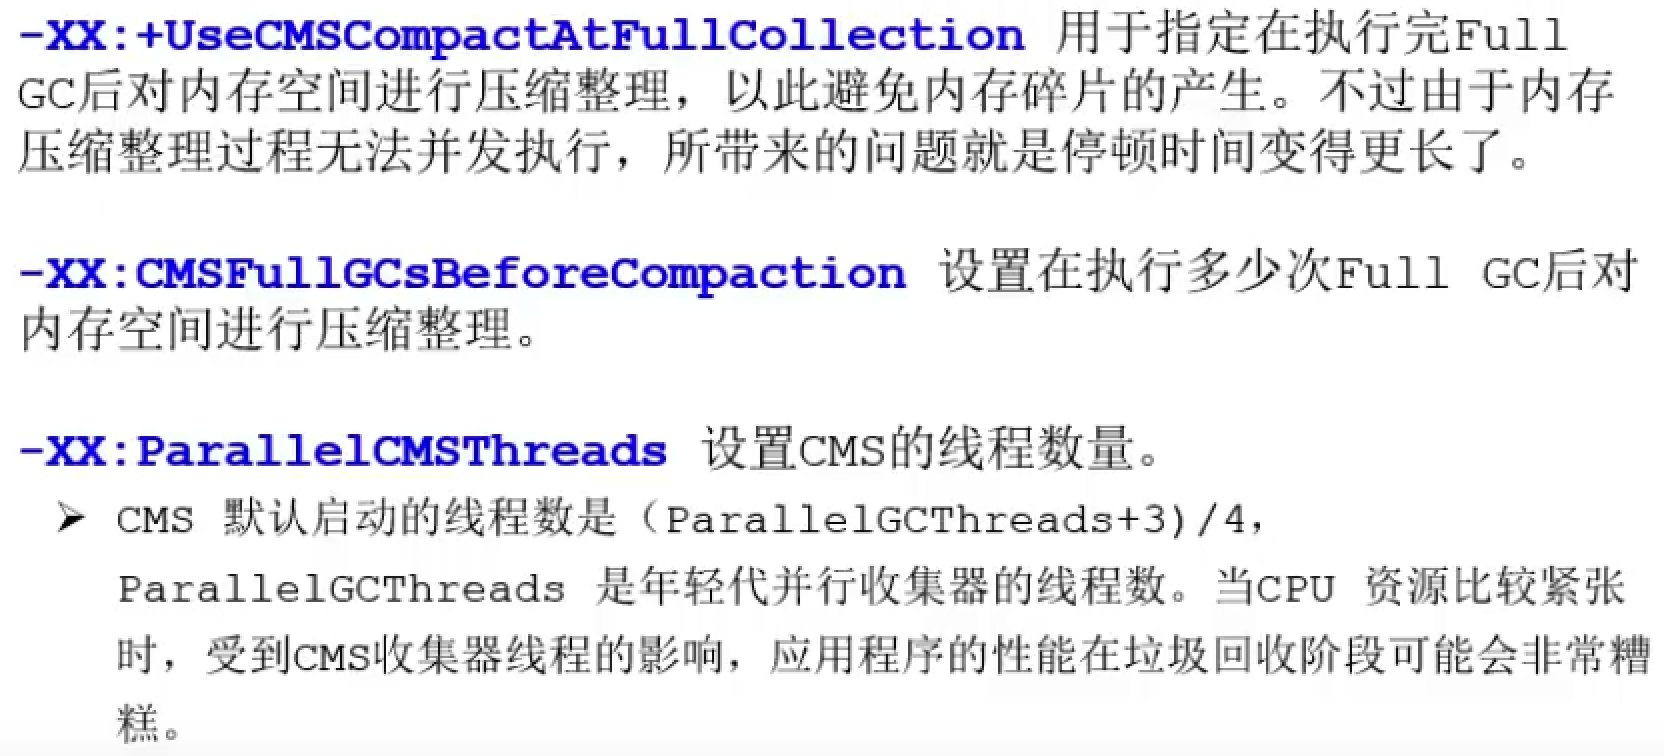 -XX:+UseCMSCompactAtFullCollection 用于指定在执行完Full
GC后对内存空间进行压缩整理，以此避免内存碎片的产生。不过由于内存
压缩整理过程无法并发执行，所带来的问题就是停顿时间变得更长了。
-XX:CMSFullGCsBeforeCompaction 设置在执行多少次Full GC后对
内存空间进行压缩整理。
-XX:ParallelCMSThreads 设置CMS的线程数量。
➢ CMS 默认启动的线程数是（ParallelGCThreads+3)/4，
ParallelGCThreads 是年轻代并行收集器的线程数。当CPU 资源比较紧张
时，受到CMS收集器线程的影响，应用程序的性能在垃圾回收阶段可能会非常糟
糕。